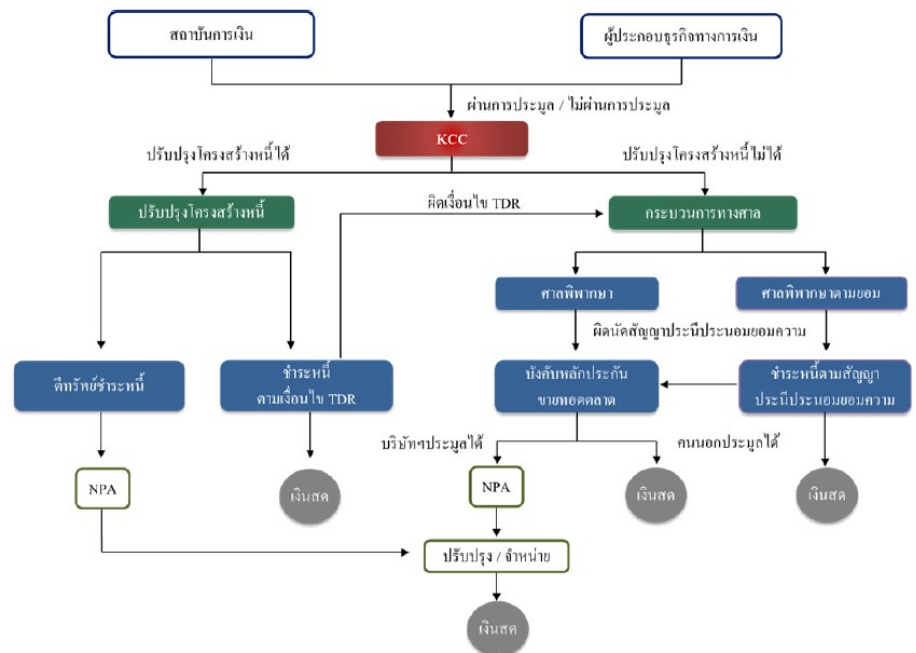 สถาบันการเงิน
ผู้ประกอบธุรกิจทางการเงิน
ผ่านการประมูล / ไม่ผ่านการประมูล
KCC
ปรับปรุงโครงสร้างหนี้ได้
ปรับปรุงโครงสร้างหนี้ไม่ได้
ปรับปรุงโครงสร้างหนี้
ผิดเงื่อนไข TDR
กระบวนการทางศาล
ศาลพิพากษา
ศาลพิพากษาตามยอม
ผิดนัดสัญญาประนีประนอมยอมความ
ตีทรัพย์ชำระหนี้
ชำระหนี้
ตามเงื่อนไข TDR
บังคับหลักประกัน
ขายทอดตลาด
ชำระหนี้ตามสัญญา
ประนีประนอมยอมความ
บริษัทฯประมูลได้
คนนอกประมูลได้
NPA
เงินสด
NPA
เงินสด
เงินสด
ปรับปรุง / จำหน่าย
เงินสด